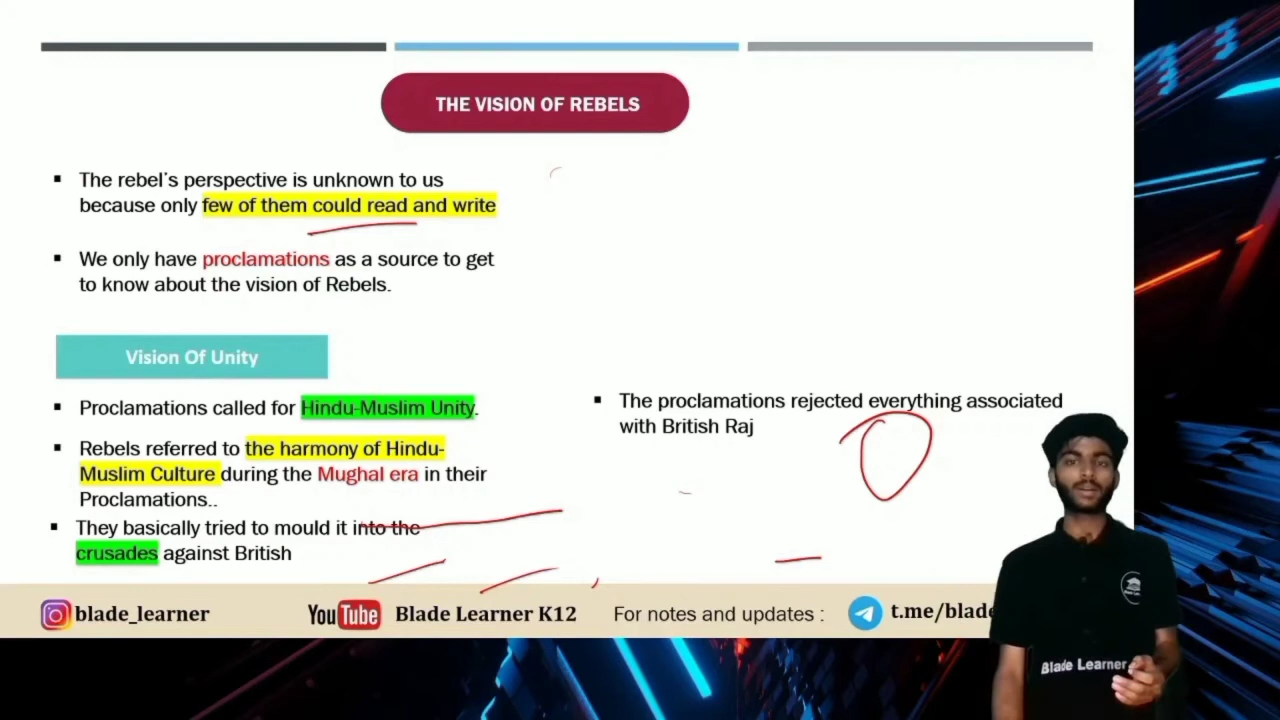 THE VISION OF REBELS
The rebel's perspective is unknown to us
because only few of them could read and write
We only have proclamations as a source to get
to know about the vision of Rebels.
Vision Of Unity
Proclamations called for Hindu-Muslim Unity.
Rebels referred to the harmony of Hindu-
Muslim Culture during the Mughal era in their
Proclamations..
They basically tried to mould it into the
crusades against British
The proclamations rejected everything associated
with British Raj
blade_learner
YouTube Blade Learner K12
For notes and updates :
t.me/blade
Blade Learner